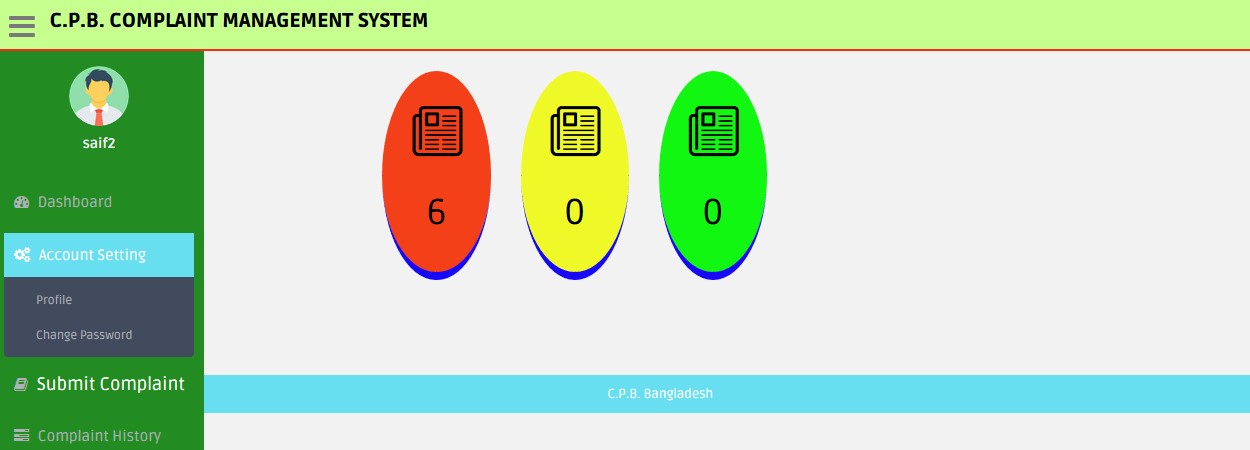 C.P.B. COMPLAINT MANAGEMENT SYSTEM
saif2
Dashboard
Account Setting
Profile
Change Password
Submit Complaint
Complaint History
6
0
0
C.P.B. Bangladesh